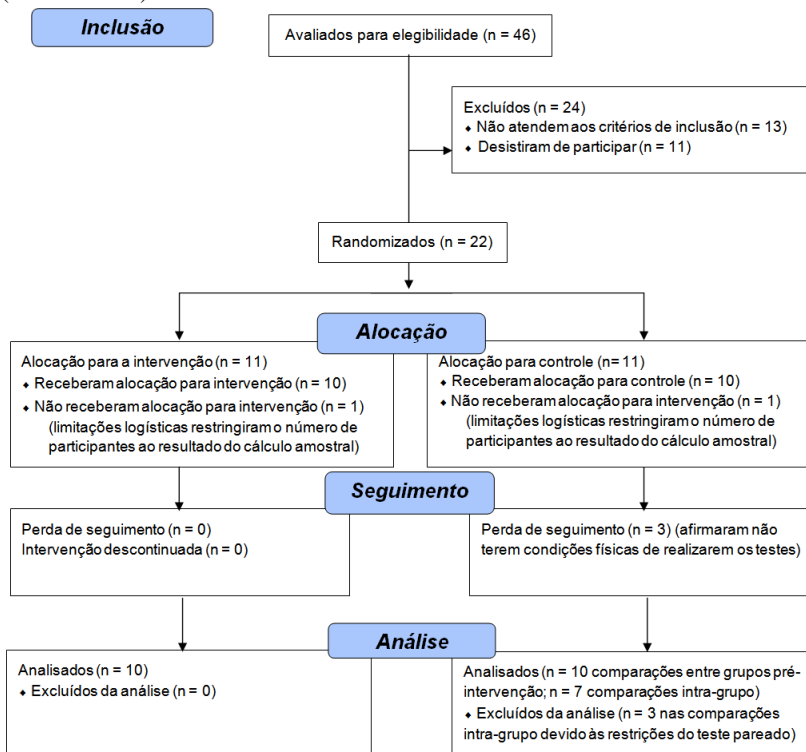 Inclusão
Avaliados para elegibilidade (n = 46)
Excluídos (n = 24)
⬥ Não atendem aos critérios de inclusão (n = 13)
⬥ Desistiram de participar (n = 11)
Randomizados (n = 22)
Alocação
Alocação para a intervenção (n = 11)
⬥ Receberam alocação para intervenção (n = 10)
⬥ Não receberam alocação para intervenção (n = 1)
(limitações logísticas restringiram o número de
participantes ao resultado do cálculo amostral)
Alocação para controle (n= 11)
⬥ Receberam alocação para controle (n = 10)
⬥ Não receberam alocação para intervenção (n = 1)
(limitações logísticas restringiram o número de
participantes ao resultado do cálculo amostral)
Seguimento
Perda de seguimento (n = 0)
Intervenção descontinuada (n = 0)
Perda de seguimento (n = 3) (afirmaram não
terem condições físicas de realizarem os testes)
Análise
Analisados (n = 10)
⬥ Excluídos da análise (n = 0)
Analisados (n = 10 comparações entre grupos pré-
intervenção; n = 7 comparações intra-grupo)
⬥ Excluídos da análise (n = 3 nas comparações
intra-grupo devido às restrições do teste pareado)